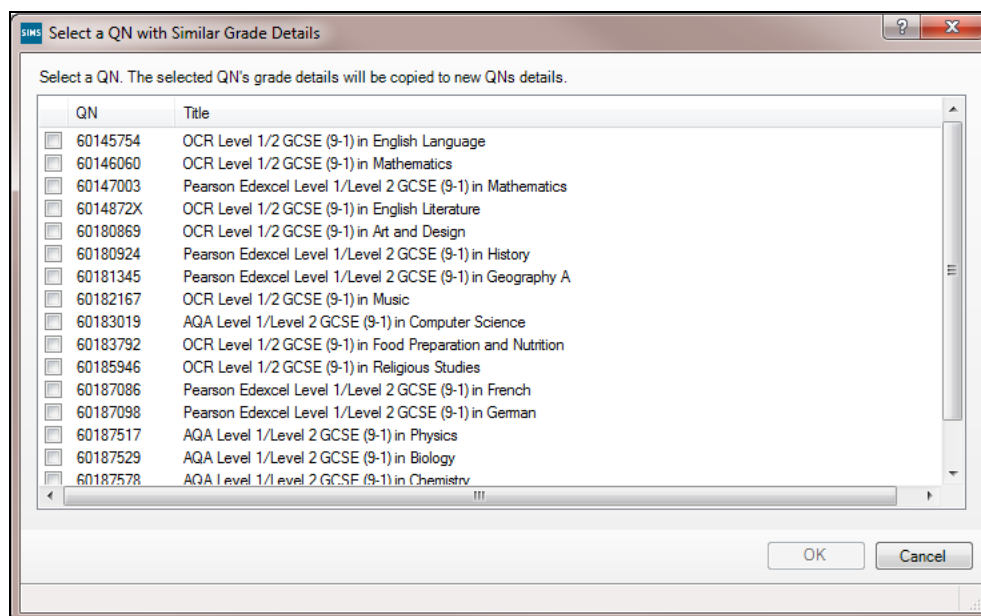 SIMS Select a QN with Similar Grade Details ? X
Select a QN. The selected QN's grade details will be copied to new QNs details.
QN Title
60145754 OCR Level 1/2 GCSE (9-1) in English Language
60146060 OCR Level 1/2 GCSE (9-1) in Mathematics
60147003 Pearson Edexcel Level 1/Level 2 GCSE (9-1) in Mathematics
6014872X OCR Level 1/2 GCSE (9-1) in English Literature
60180869 OCR Level 1/2 GCSE (9-1) in Art and Design
60180924 Pearson Edexcel Level 1/Level 2 GCSE (9-1) in History
60181345 Pearson Edexcel Level 1/Level 2 GCSE (9-1) in Geography A
60182167 OCR Level 1/2 GCSE (9-1) in Music
60183019 AQA Level 1/Level 2 GCSE (9-1) in Computer Science
60183792 OCR Level 1/2 GCSE (9-1) in Food Preparation and Nutrition
60185946 OCR Level 1/2 GCSE (9-1) in Religious Studies
60187086 Pearson Edexcel Level 1/Level 2 GCSE (9-1) in French
60187098 Pearson Edexcel Level 1/Level 2 GCSE (9-1) in German
60187517 AQA Level 1/Level 2 GCSE (9-1) in Physics
60187529 AQA Level 1/Level 2 GCSE (9-1) in Biology
60187578 AQA Level 1/Level 2 GCSE (9-1) in Chemistry
OK Cancel